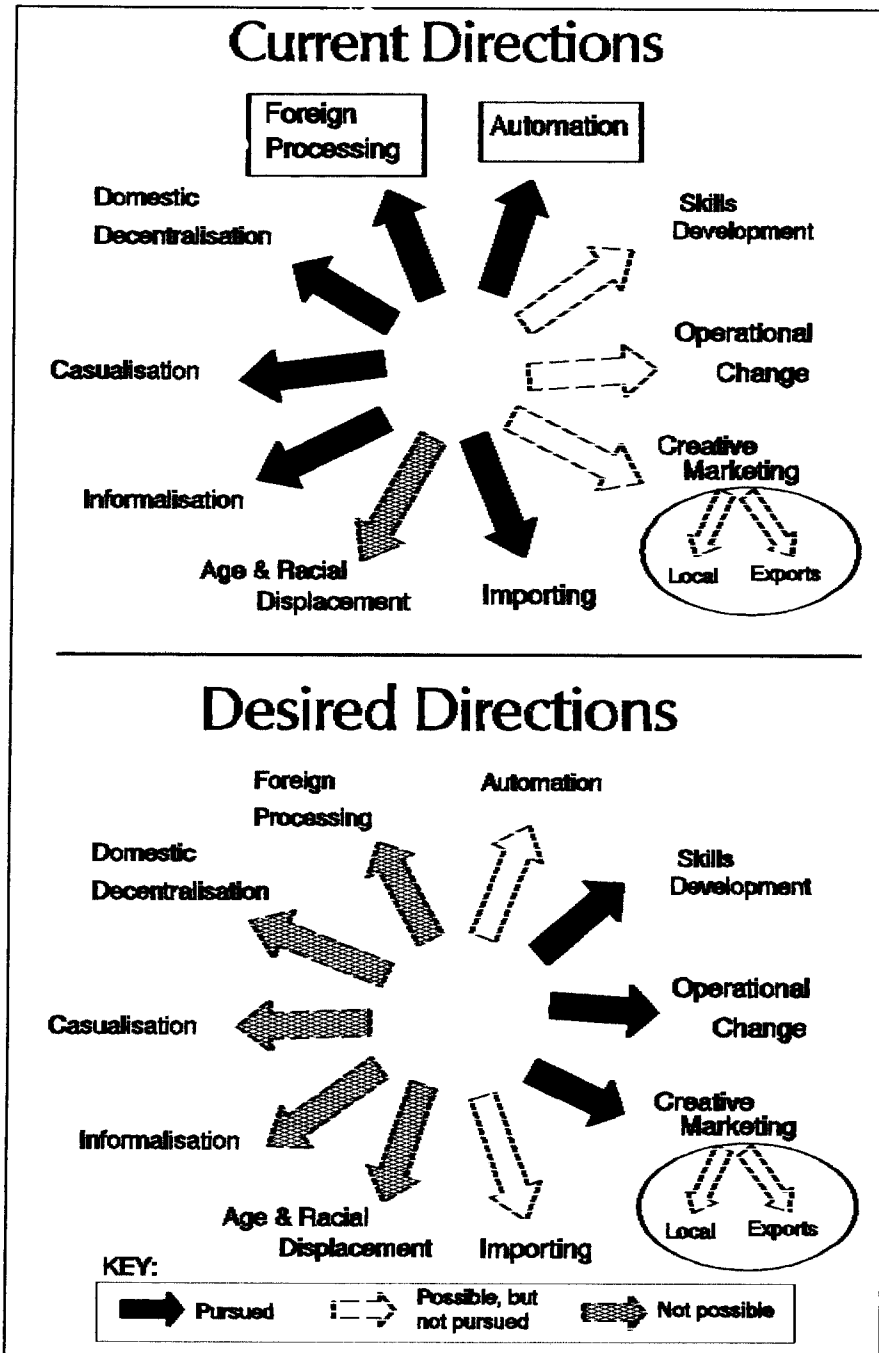 Current Directions
Foreign
Processing
Automation
Domestic
Decentralisation
Skills
Development
Casualisation
Operational
Change
Informalisation
Creative
Marketing
Local
Exports
Age & Racial
Displacement
Importing
Desired Directions
Foreign
Processing
Automation
Domestic
Decentralisation
Skills
Development
Casualisation
Operational
Change
Informalisation
Creative
Marketing
Local
Exports
Age & Racial
Displacement
Importing
KEY:
Pursued
Possible, but
not pursued
Not possible